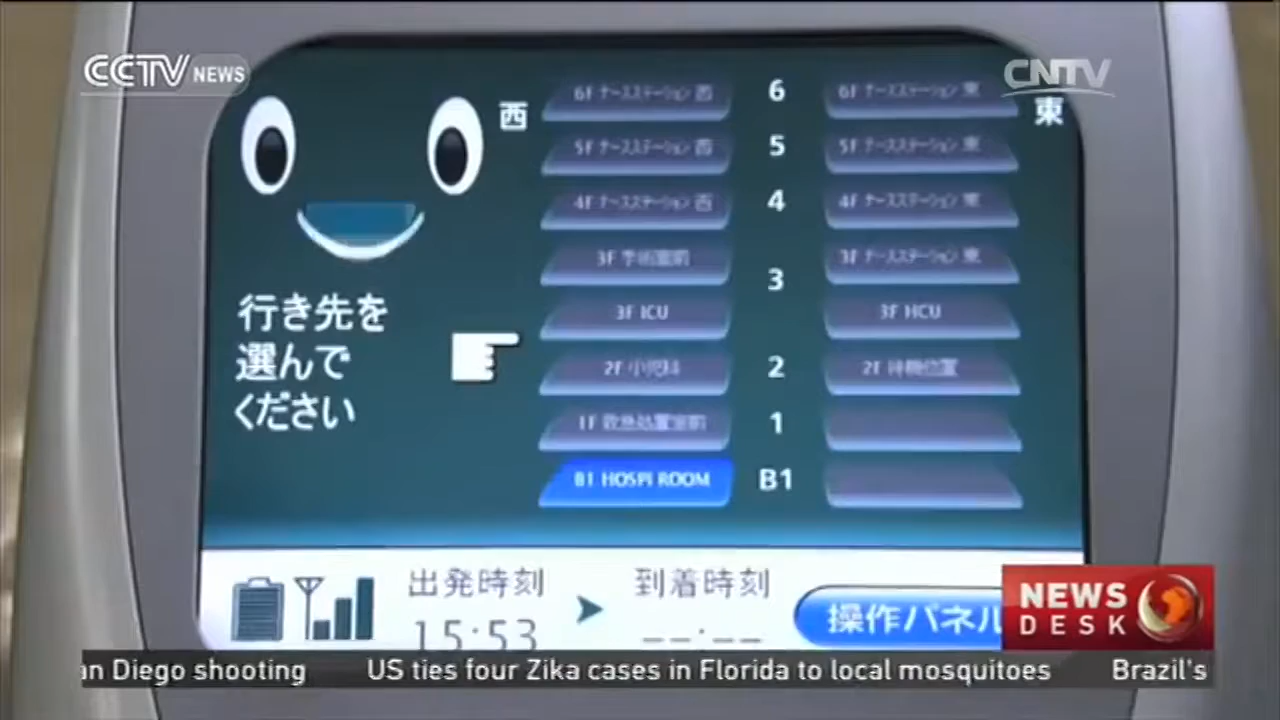 CCTV NEWS
CNTV
西
東
6F ナースステーション 西
6
6F ナースステーション 東
5F ナースステーション 西
5
5F ナースステーション 東
4F ナースステーション 西
4
4F ナースステーション 東
3F 手術室前
3
3F ナースステーション 東
3F ICU
3F HCU
2F 小児科
2
2F 待機位置
1F 救急処置室前
1
B1 HOSPI ROOM
B1
行き先を
選んで
ください
出発時刻
到着時刻
15:53
--:--
操作パネル
NEWS
DESK
an Diego shooting
US ties four Zika cases in Florida to local mosquitoes
Brazil's